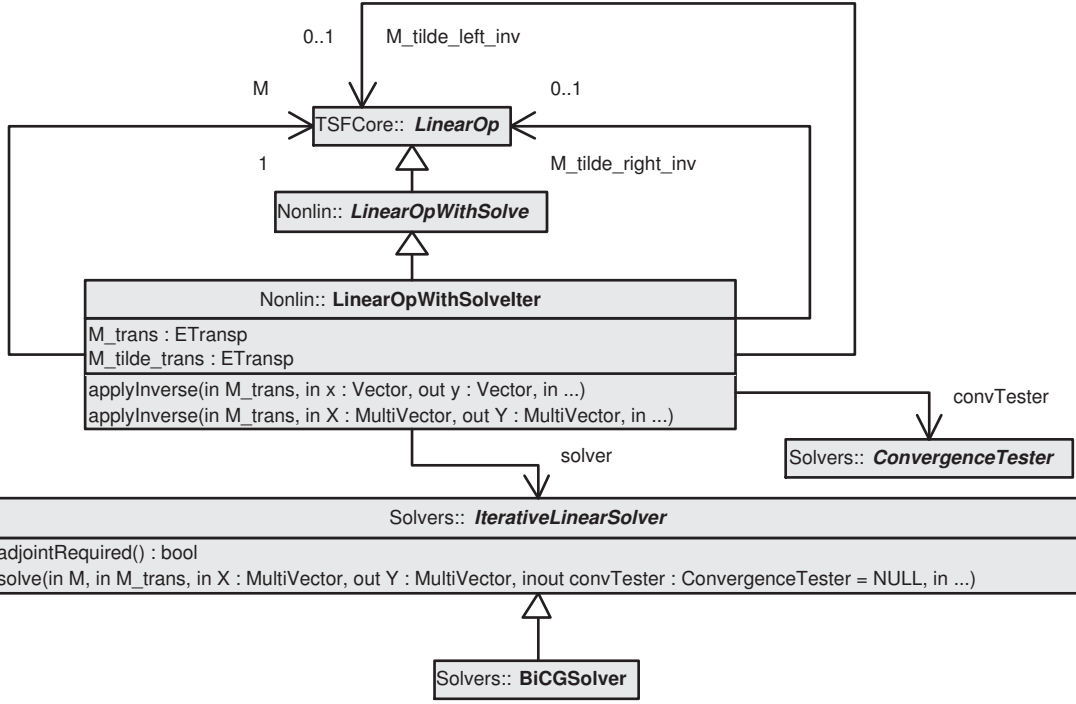 0..1 M_tilde_left_inv
M 0..1
TSFCore:: LinearOp
1 M_tilde_right_inv
Nonlin:: LinearOpWithSolve
Nonlin:: LinearOpWithSolveIter
M_trans : ETransp
M_tilde_trans : ETransp
applyInverse(in M_trans, in x : Vector, out y : Vector, in ...)
applyInverse(in M_trans, in X : MultiVector, out Y : MultiVector, in ...)
convTester
solver
Solvers:: ConvergenceTester
Solvers:: IterativeLinearSolver
adjointRequired() : bool
solve(in M, in M_trans, in X : MultiVector, out Y : MultiVector, inout convTester : ConvergenceTester = NULL, in ...)
Solvers:: BiCGSolver